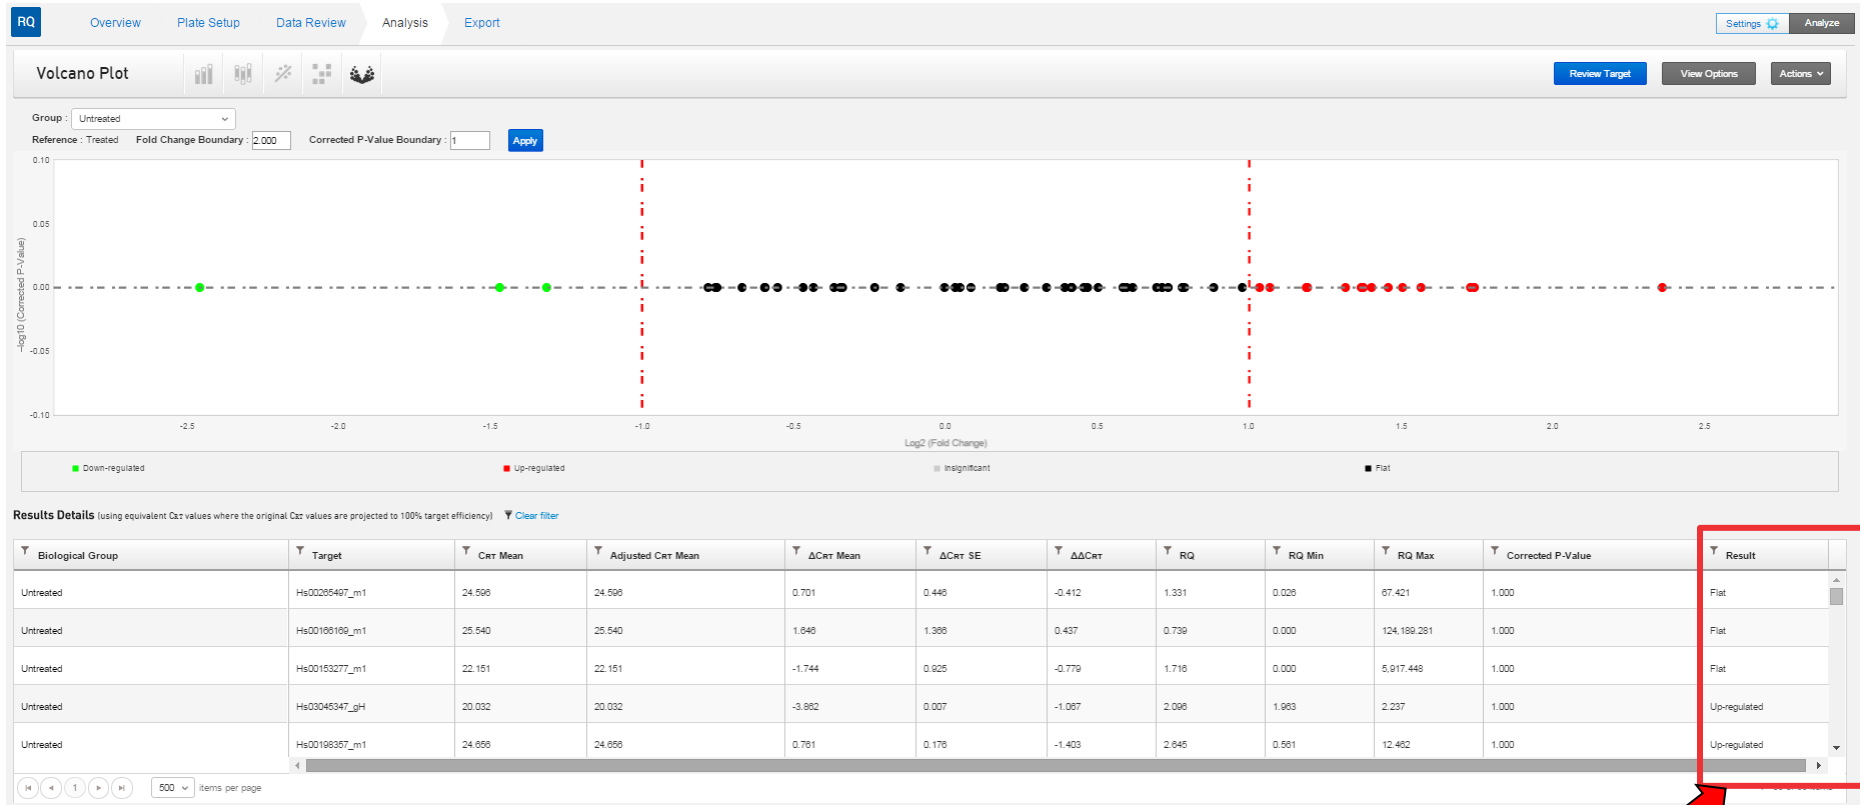 RQ Overview Plate Setup Data Review Analysis Export Settings Analyze
Volcano Plot Review Target View Options Actions
Group : Untreated
Reference : Treated Fold Change Boundary : 2.000 Corrected P-Value Boundary : 1 Apply
0.10
0.05
0.00
-0.05
-0.10
-log10 (Corrected P-Value)
-2.5 -2.0 -1.5 -1.0 -0.5 0.0 0.5 1.0 1.5 2.0 2.5
Log2 (Fold Change)
Down-regulated Up-regulated Insignificant Flat
Results Details (using equivalent CRT values where the original CRT values are projected to 100% target efficiency) Clear filter
Biological Group Target CRT Mean Adjusted CRT Mean ΔCRT Mean ΔCRT SE ΔΔCRT RQ RQ Min RQ Max Corrected P-Value Result
Untreated Hs00265497_m1 24.596 24.596 0.701 0.446 -0.412 1.331 0.026 67.421 1.000 Flat
Untreated Hs00166169_m1 25.540 25.540 1.646 1.366 0.437 0.739 0.000 124,189.281 1.000 Flat
Untreated Hs00153277_m1 22.151 22.151 -1.744 0.925 -0.779 1.716 0.000 5,917.448 1.000 Flat
Untreated Hs03045347_gH 20.032 20.032 -3.862 0.007 -1.067 2.096 1.963 2.237 1.000 Up-regulated
Untreated Hs00198357_m1 24.656 24.656 0.761 0.176 -1.403 2.645 0.561 12.462 1.000 Up-regulated
1 500 items per page